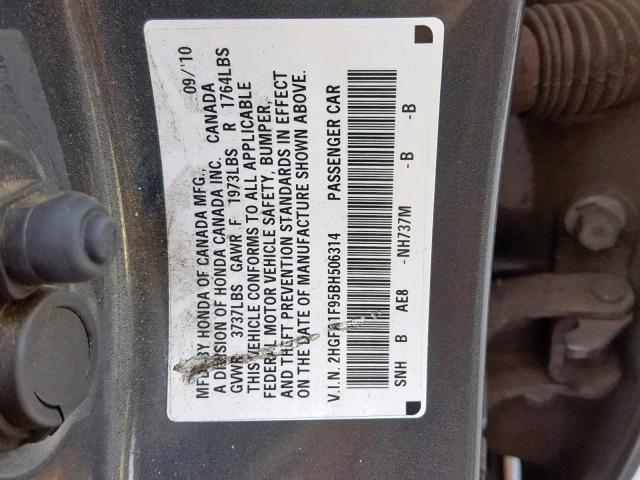 MFD. BY HONDA OF CANADA MFG., 09/'10
A DIVISION OF HONDA CANADA INC. CANADA
GVWR 3737LBS GAWR F 1973LBS R 1764LBS
THIS VEHICLE CONFORMS TO ALL APPLICABLE
FEDERAL MOTOR VEHICLE SAFETY, BUMPER,
AND THEFT PREVENTION STANDARDS IN EFFECT
ON THE DATE OF MANUFACTURE SHOWN ABOVE.
V.I.N. 2HGFA1F95BH506314 PASSENGER CAR
SNH B AE8 -NH737M -B -B